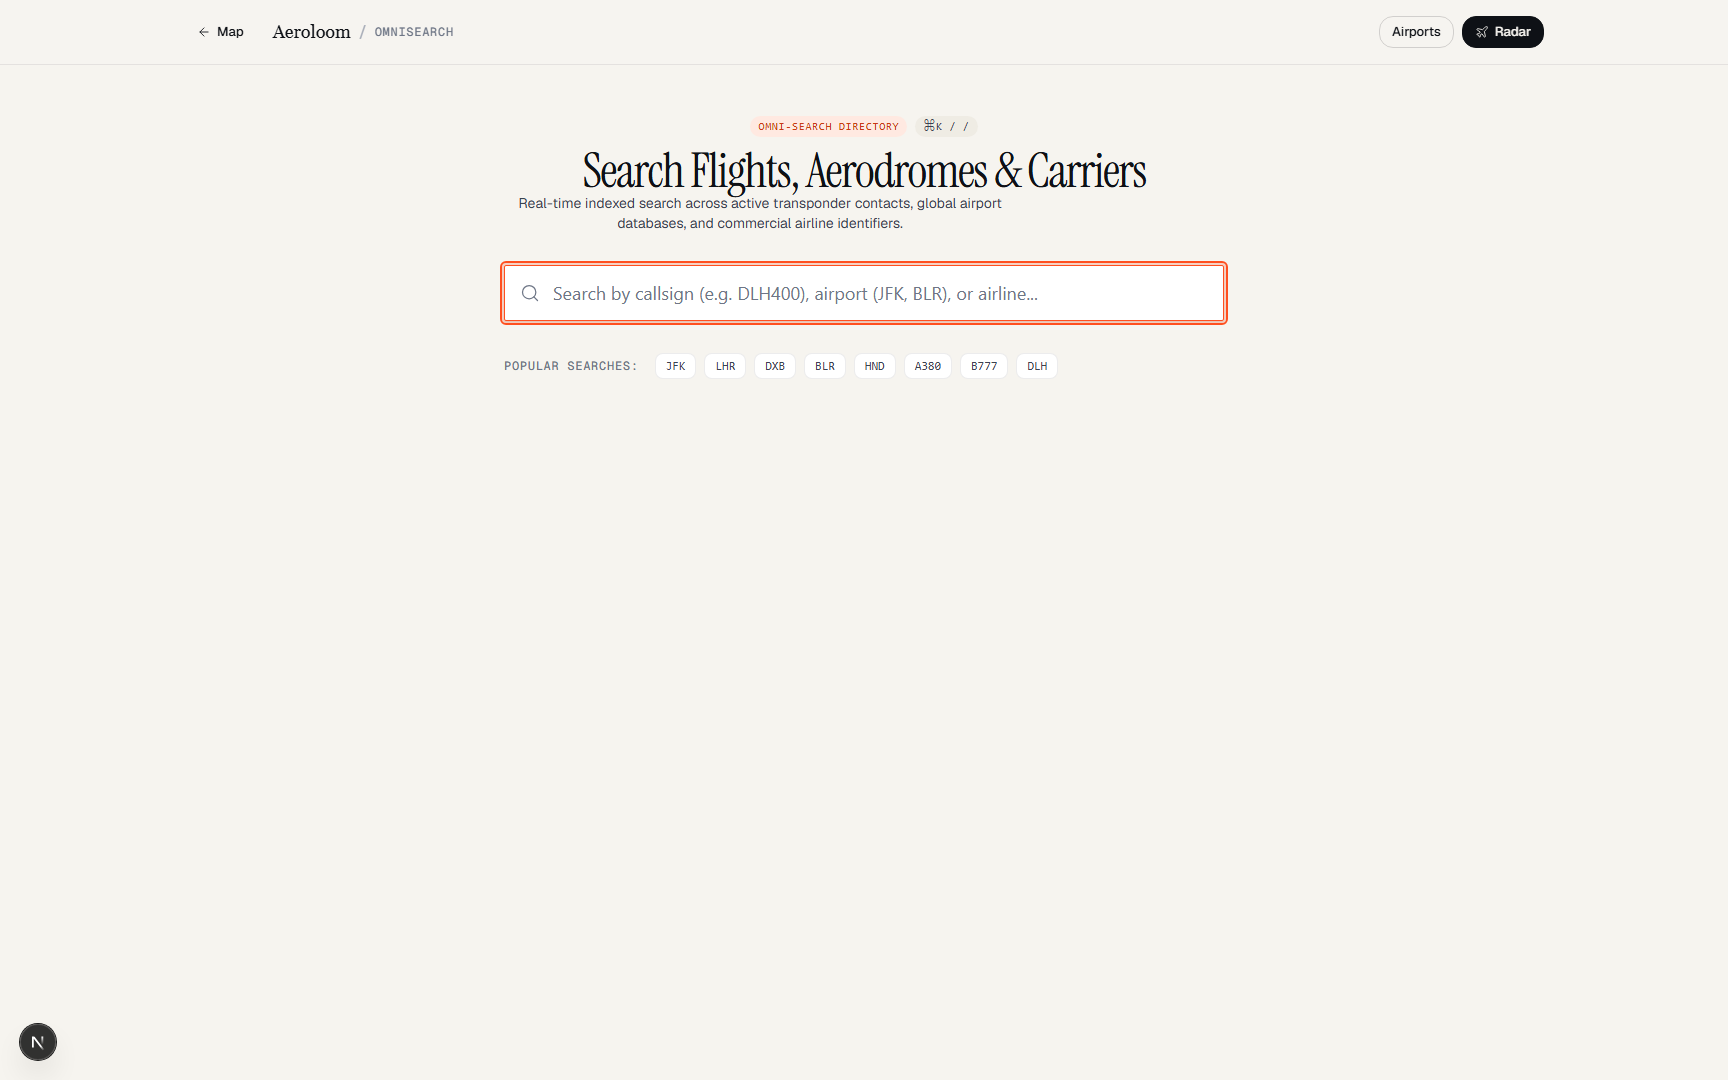 ← Map Aeroloom / OMNISEARCH Airports Radar
OMNI-SEARCH DIRECTORY ⌘K / /
Search Flights, Aerodromes & Carriers
Real-time indexed search across active transponder contacts, global airport
databases, and commercial airline identifiers.
Search by callsign (e.g. DLH400), airport (JFK, BLR), or airline...
POPULAR SEARCHES: JFK LHR DXB BLR HND A380 B777 DLH
N